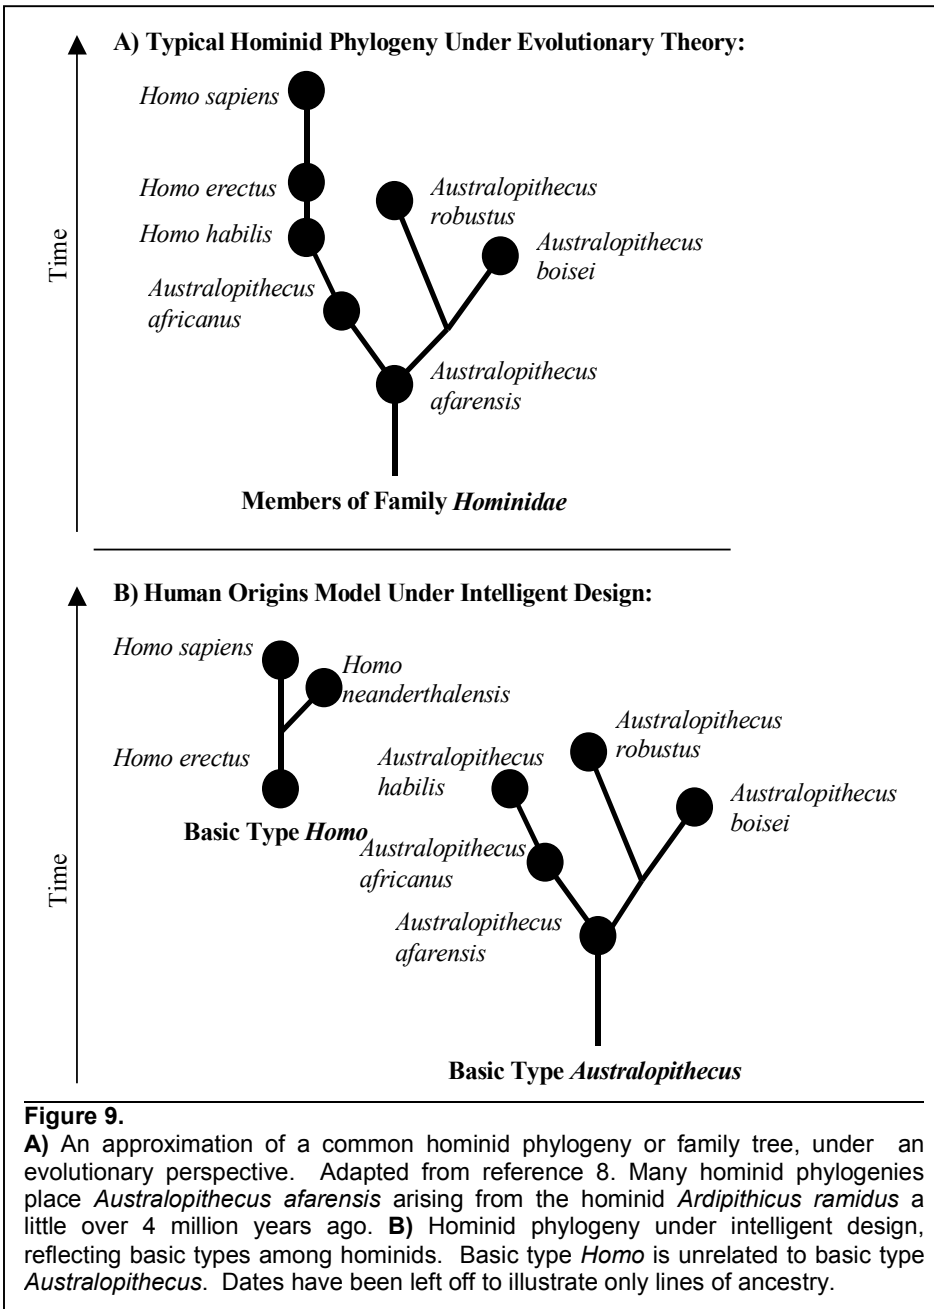 A) Typical Hominid Phylogeny Under Evolutionary Theory:
Homo sapiens
Homo erectus
Homo habilis
Australopithecus
africanus
Australopithecus
robustus
Australopithecus
boisei
Australopithecus
afarensis
Time
Members of Family Hominidae
B) Human Origins Model Under Intelligent Design:
Homo sapiens
Homo
neanderthalensis
Homo erectus
Basic Type Homo
Australopithecus
habilis
Australopithecus
africanus
Australopithecus
afarensis
Australopithecus
robustus
Australopithecus
boisei
Time
Basic Type Australopithecus
Figure 9.
A) An approximation of a common hominid phylogeny or family tree, under an
evolutionary perspective. Adapted from reference 8. Many hominid phylogenies
place Australopithecus afarensis arising from the hominid Ardipithicus ramidus a
little over 4 million years ago. B) Hominid phylogeny under intelligent design,
reflecting basic types among hominids. Basic type Homo is unrelated to basic type
Australopithecus. Dates have been left off to illustrate only lines of ancestry.